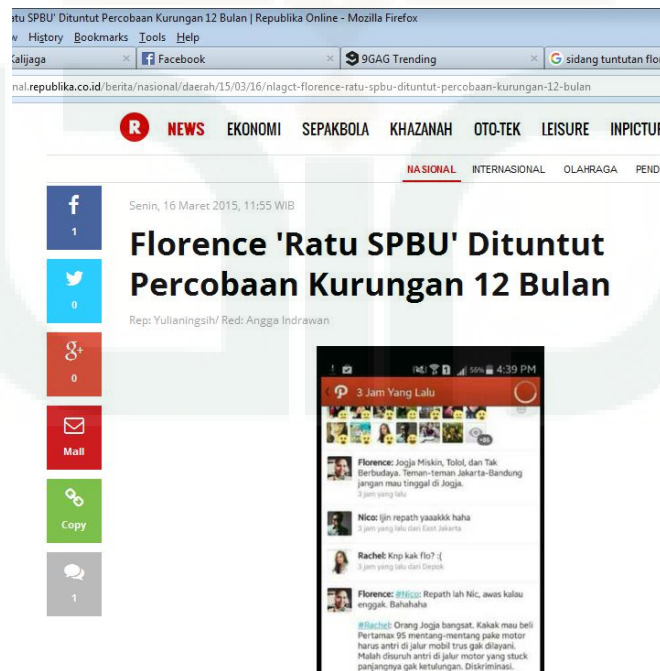 atu SPBU' Dituntut Percobaan Kurungan 12 Bulan | Republika Online - Mozilla Firefox
w History Bookmarks Tools Help
Kalijaga × Facebook × 9GAG Trending × G sidang tuntutan flor
nal.republika.co.id/berita/nasional/daerah/15/03/16/nlagct-florence-ratu-spbu-dituntut-percobaan-kurungan-12-bulan
R NEWS EKONOMI SEPAKBOLA KHAZANAH OTO-TEK LEISURE INPICTUR
NASIONAL INTERNASIONAL OLAHRAGA PEND
f
1
Senin, 16 Maret 2015, 11:55 WIB
Florence 'Ratu SPBU' Dituntut
Percobaan Kurungan 12 Bulan
0
Rep: Yulianingsih/ Red: Angga Indrawan
g+
0
Mail
Copy
1
56% 4:39 PM
3 Jam Yang Lalu
+86
Florence: Jogja Miskin, Tolol, dan Tak
Berbudaya. Teman-teman Jakarta-Bandung
jangan mau tinggal di Jogja.
3 jam yang lalu
Nico: Ijin repath yaaakkk haha
3 jam yang lalu dari East Jakarta
Rachel: Knp kak flo? :(
3 jam yang lalu dari Depok
Florence: #Nico: Repath lah Nic, awas kalau
enggak. Bahahaha
#Rachel: Orang Jogja bangsat. Kakak mau beli
Pertamax 95 mentang-mentang pake motor
harus antri di jalur mobil trus gak dilayani.
Malah disuruh antri di jalur motor yang stuck
panjangnya gak ketulungan. Diskriminasi.